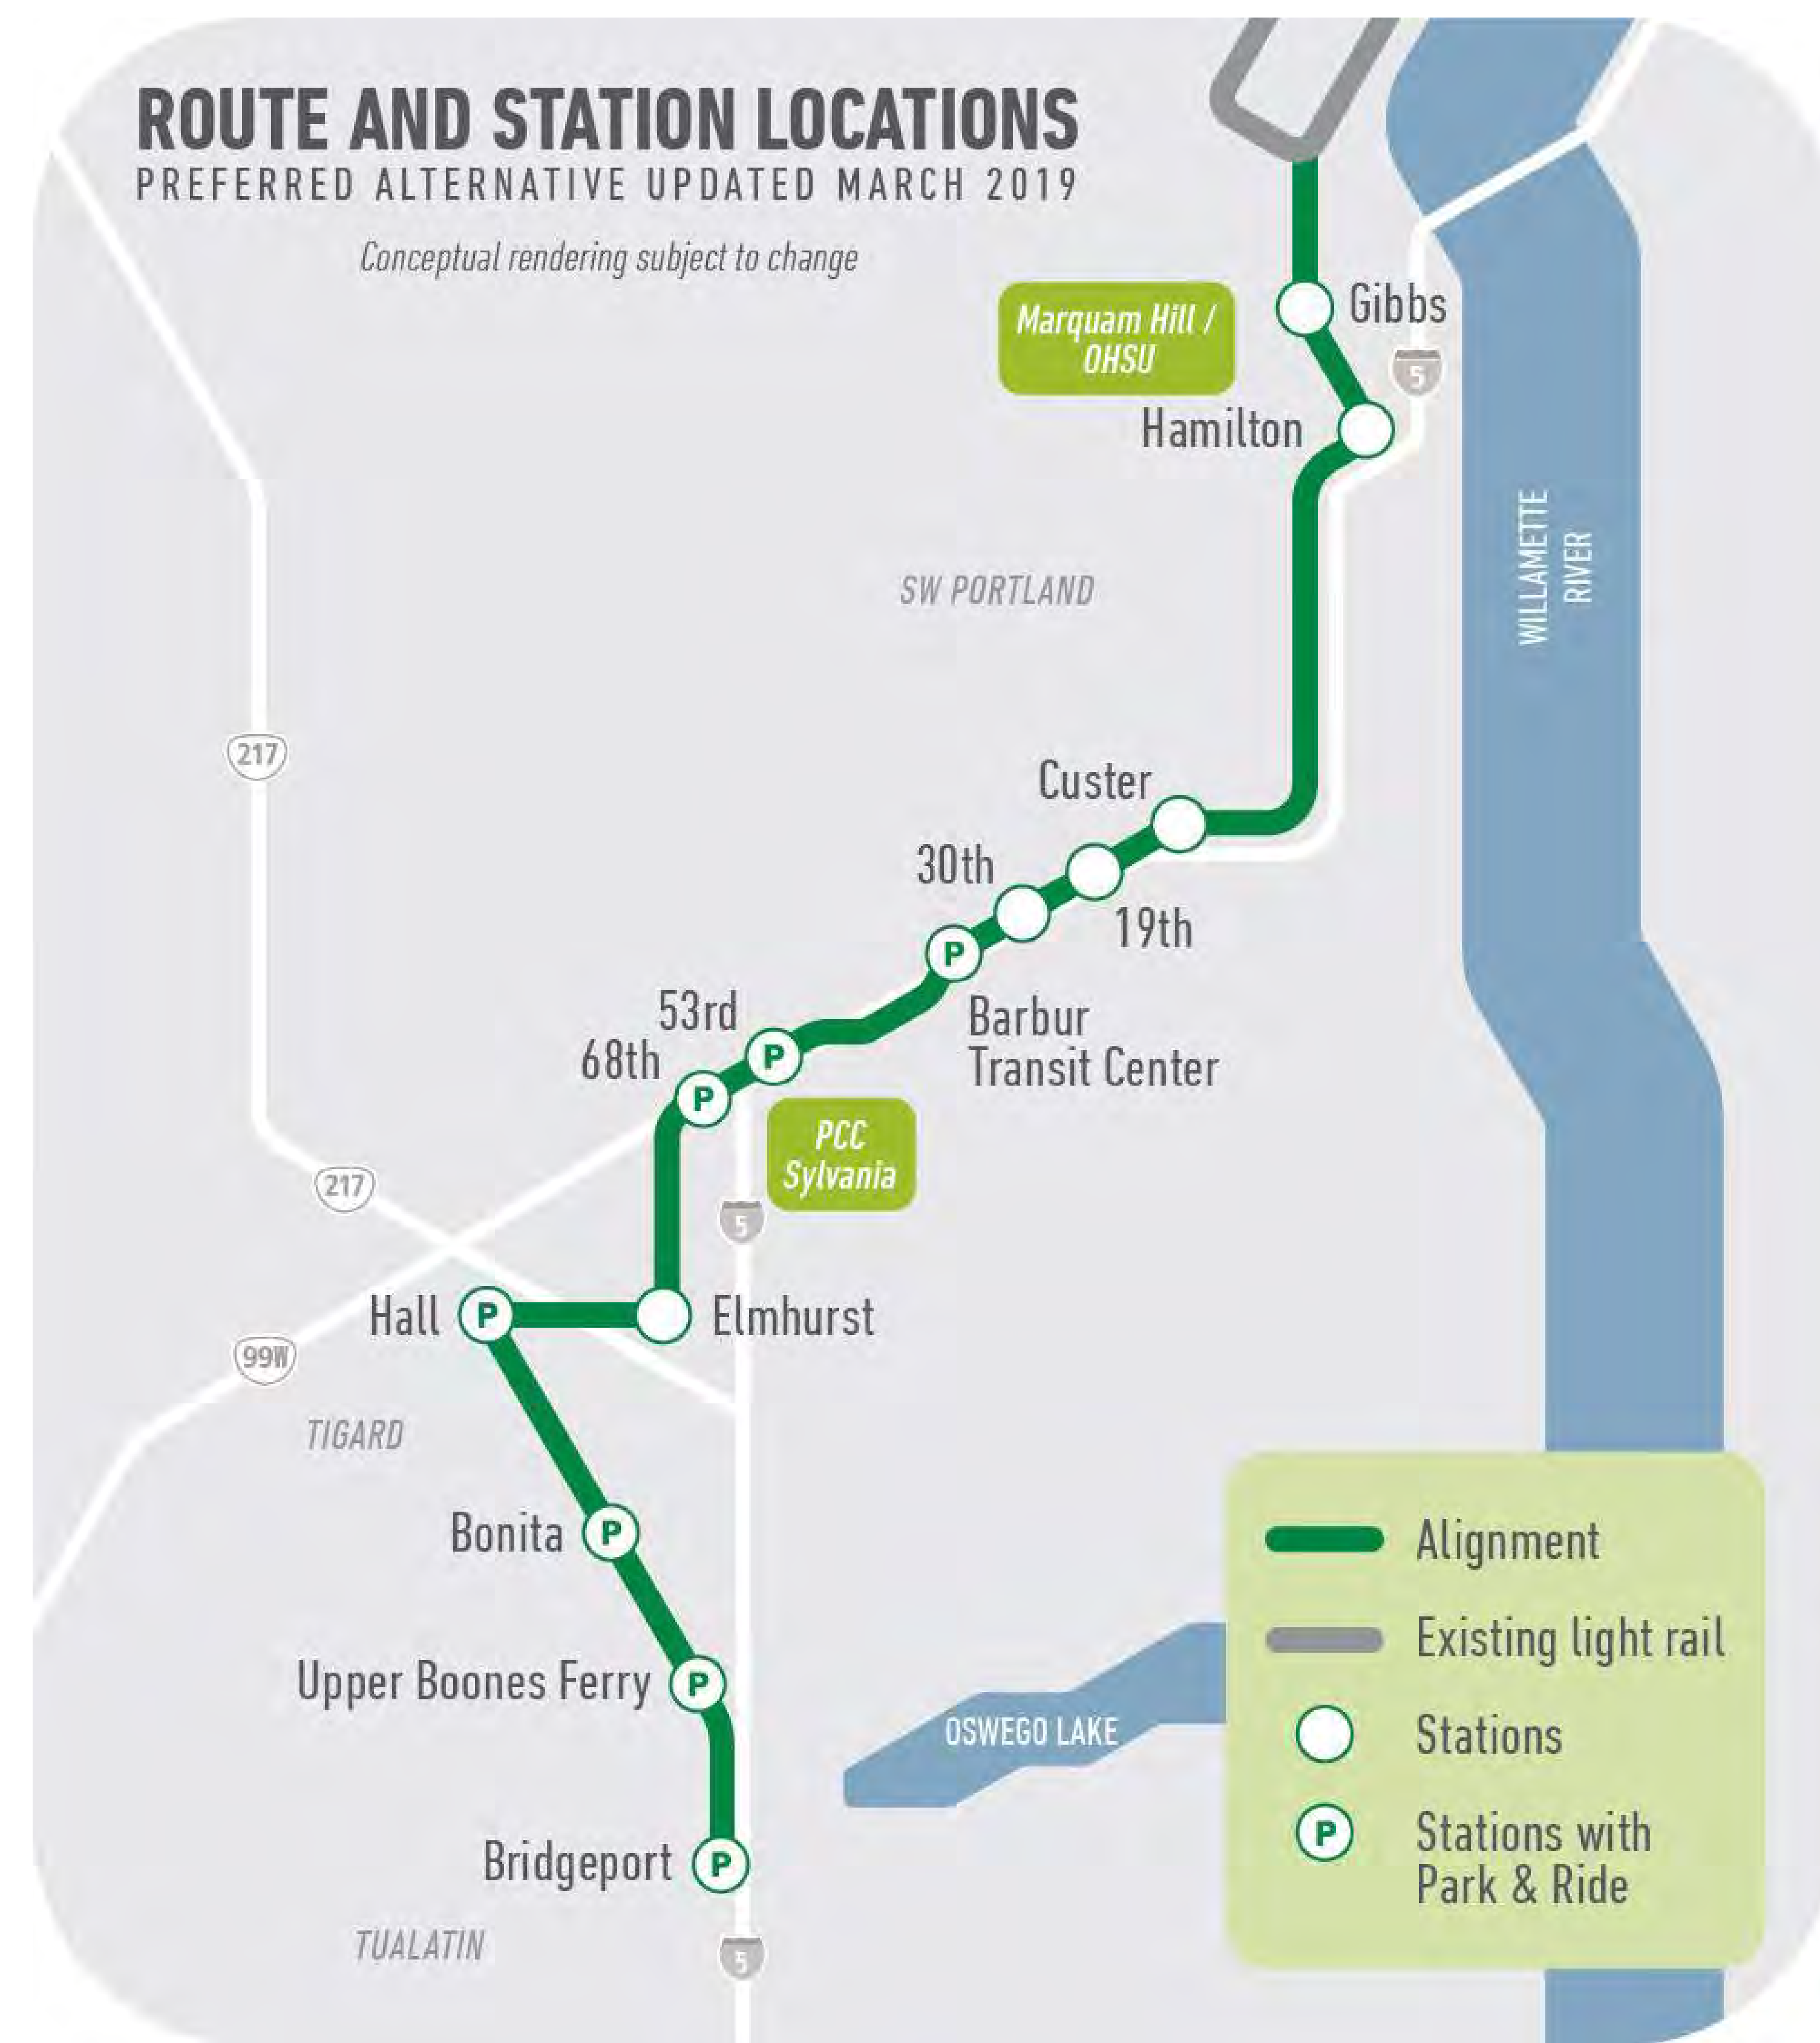 ROUTE AND STATION LOCATIONS
PREFERRED ALTERNATIVE UPDATED MARCH 2019
Conceptual rendering subject to change
Gibbs
Marquam Hill /
OHSU
5
Hamilton
WILLAMETTE
RIVER
SW PORTLAND
217
Custer
30th
19th
P
Barbur
Transit Center
53rd
P
68th
P
PCC
Sylvania
217
5
Hall
P
Elmhurst
99W
TIGARD
Bonita
P
Upper Boones Ferry
P
OSWEGO LAKE
Bridgeport
P
TUALATIN
5
Alignment
Existing light rail
Stations
P
Stations with
Park & Ride